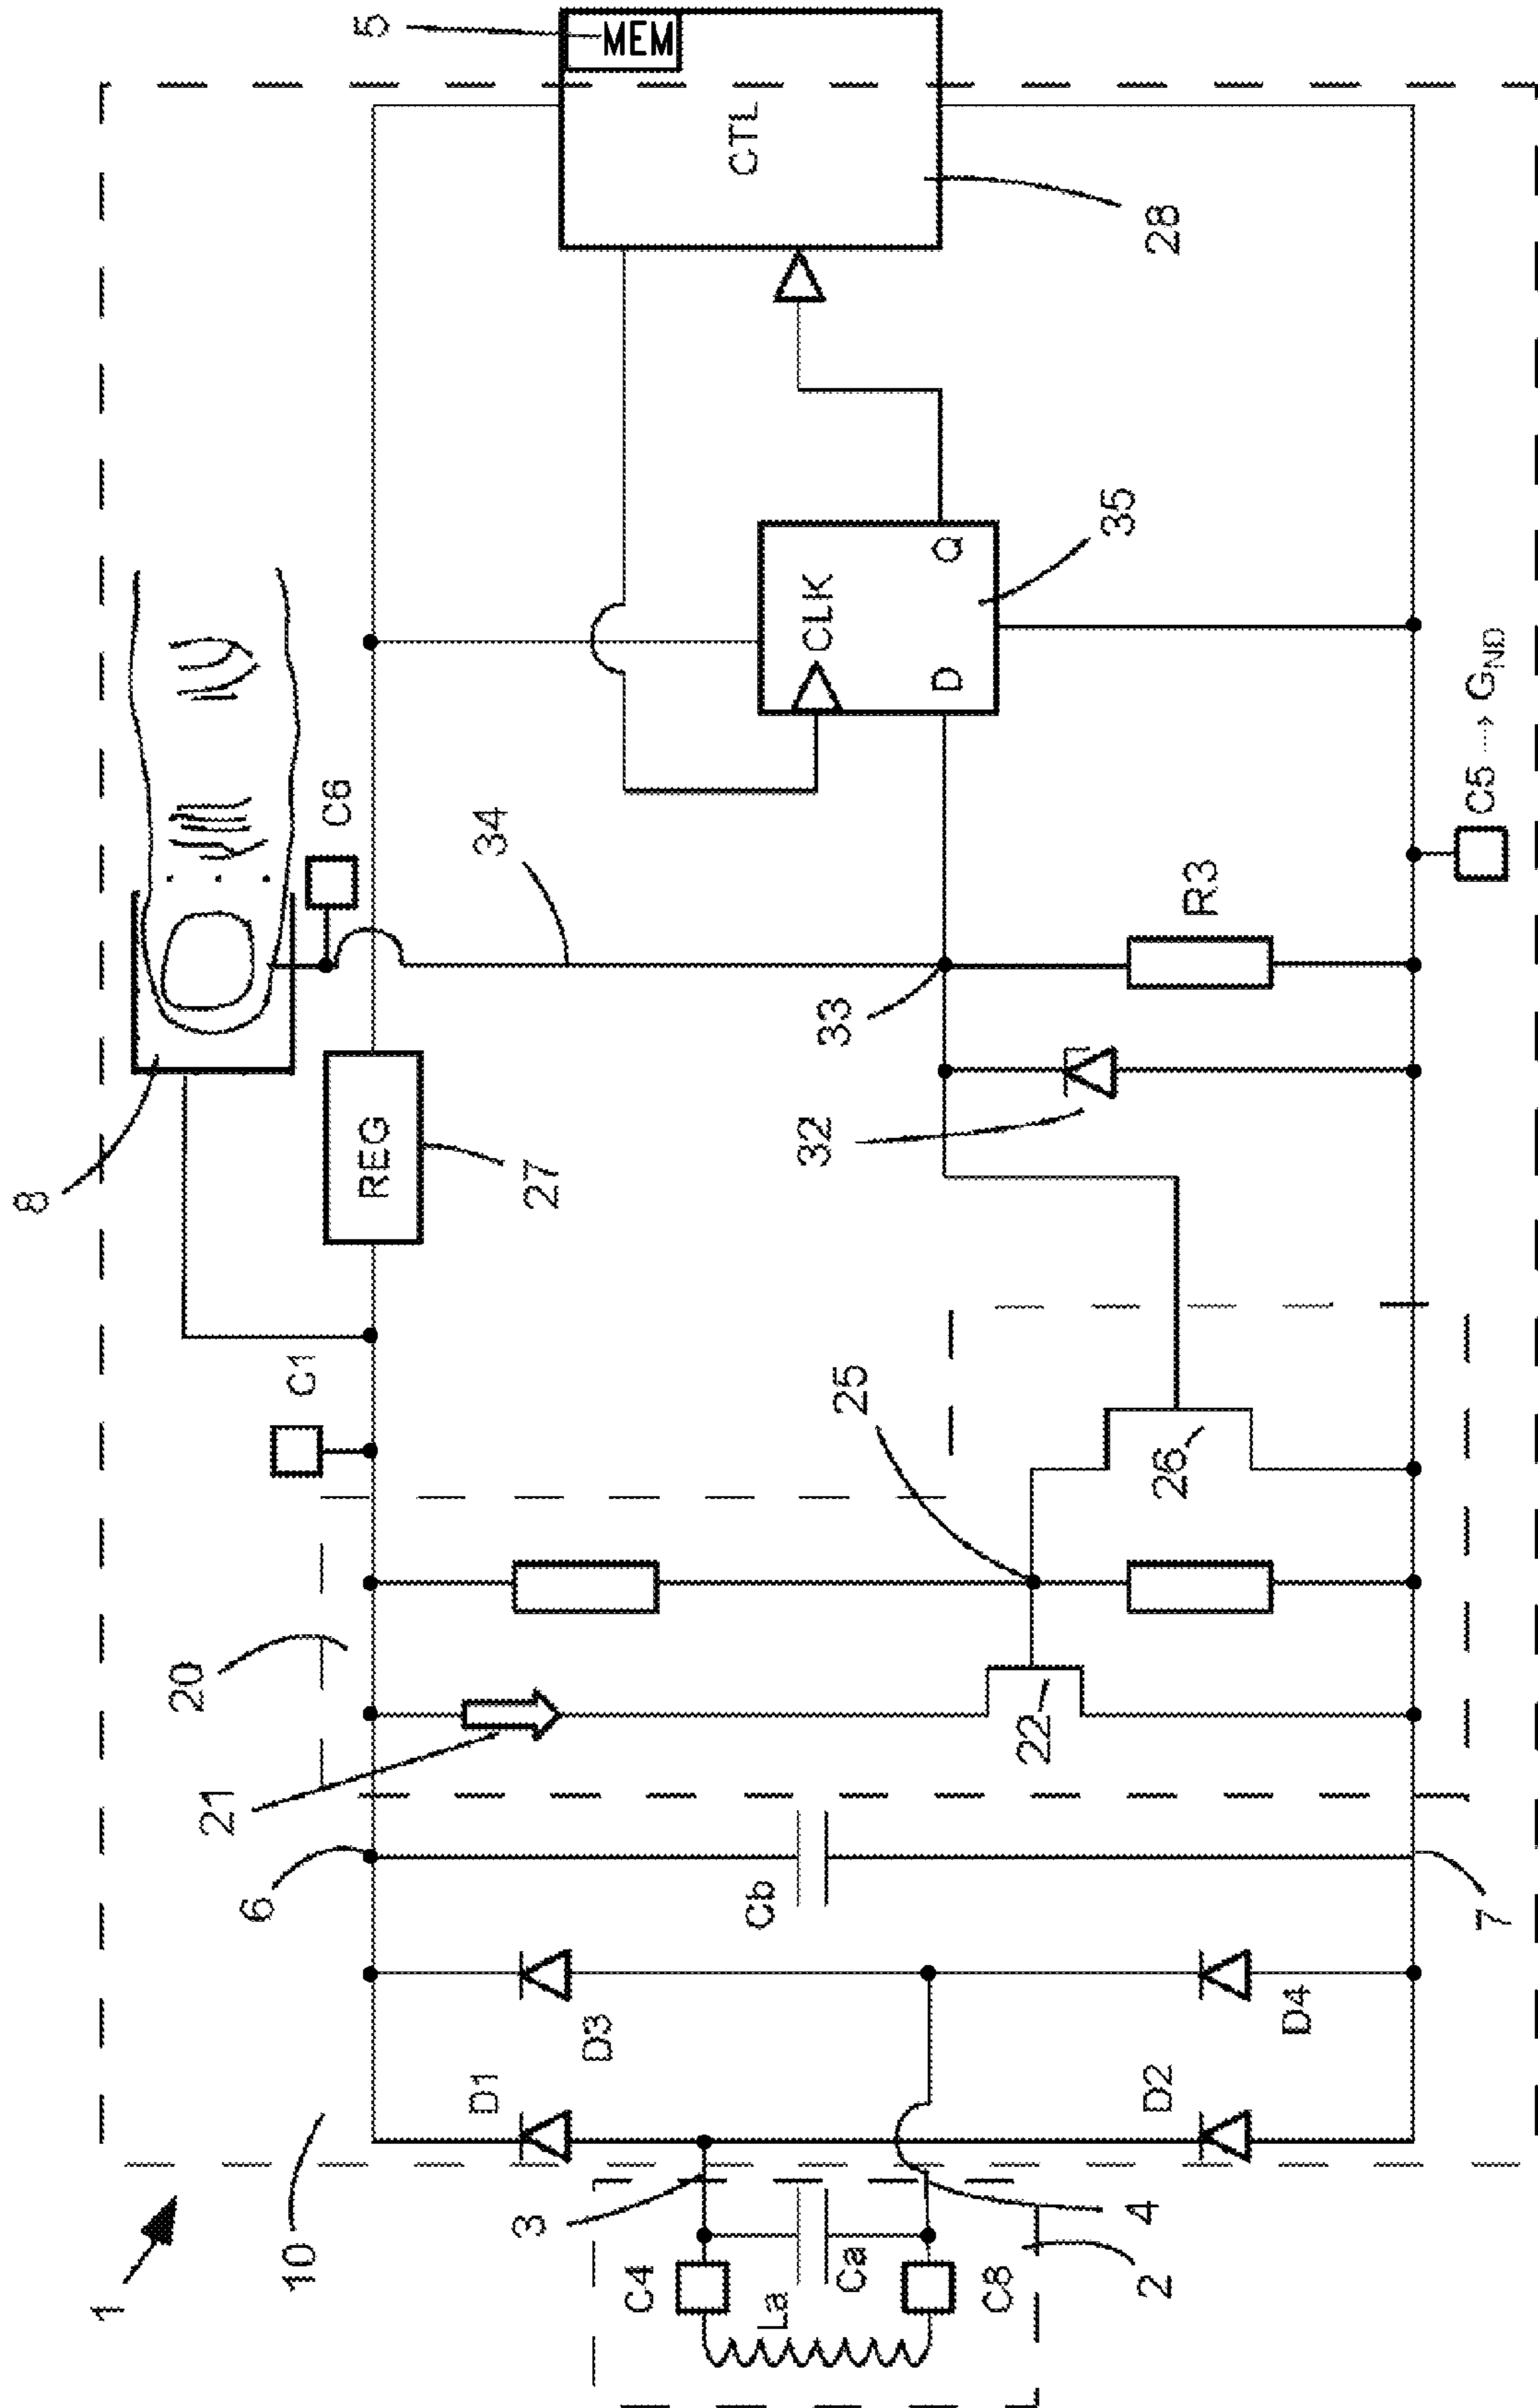 1
10
2
3
4
C4
C8
La
Ca
D1
D2
D3
D4
6
7
Cb
20
21
22
25
26
C1
8
REG
27
32
33
34
C6
R3
C5 → GND
CLK
D
Q
35
CTL
28
MEM
5